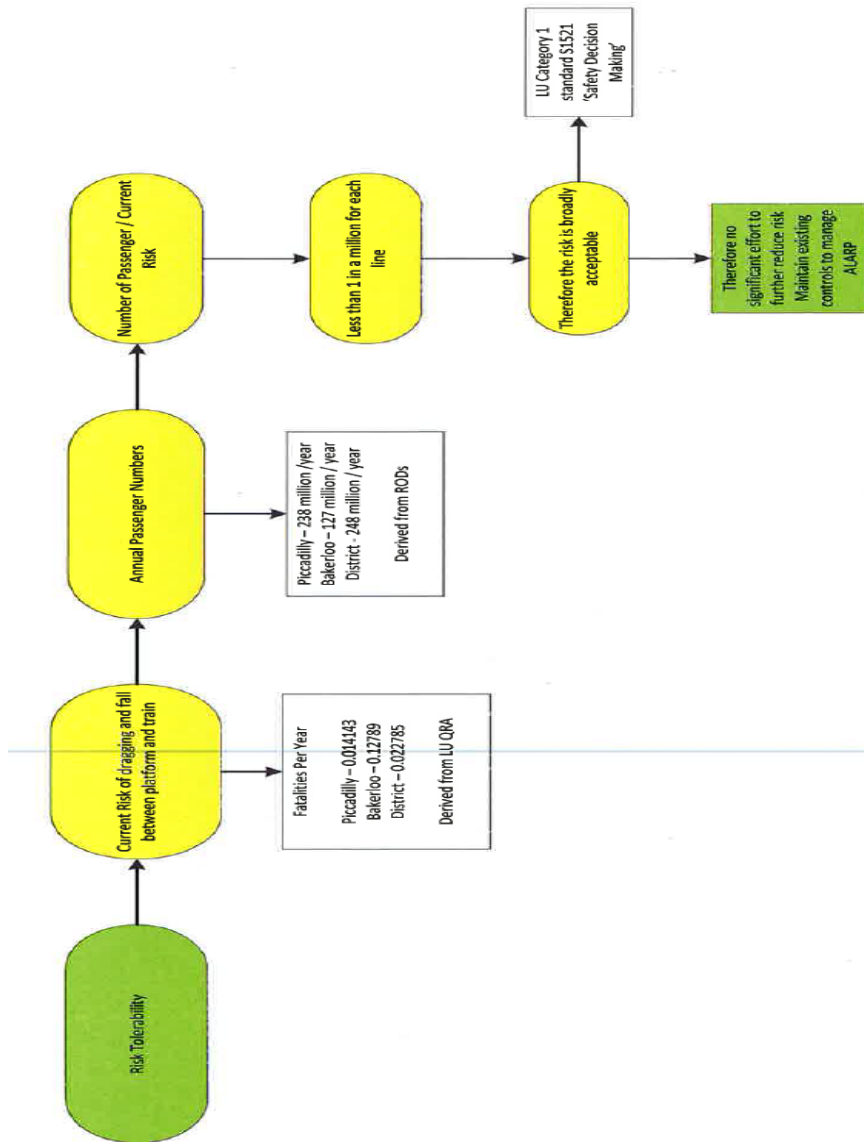 Risk Tolerability
Current Risk of dragging and fall
between platform and train
Fatalities Per Year
Piccadilly – 0.014143
Bakerloo – 0.12789
District – 0.022785
Derived from LU QRA
Annual Passenger Numbers
Piccadilly – 238 million /year
Bakerloo – 127 million / year
District - 248 million / year
Derived from RODs
Number of Passenger / Current
Risk
Less than 1 in a million for each
line
Therefore the risk is broadly
acceptable
LU Category 1
standard S1521
'Safety Decision
Making'
Therefore no
significant effort to
further reduce risk
Maintain existing
controls to manage
ALARP